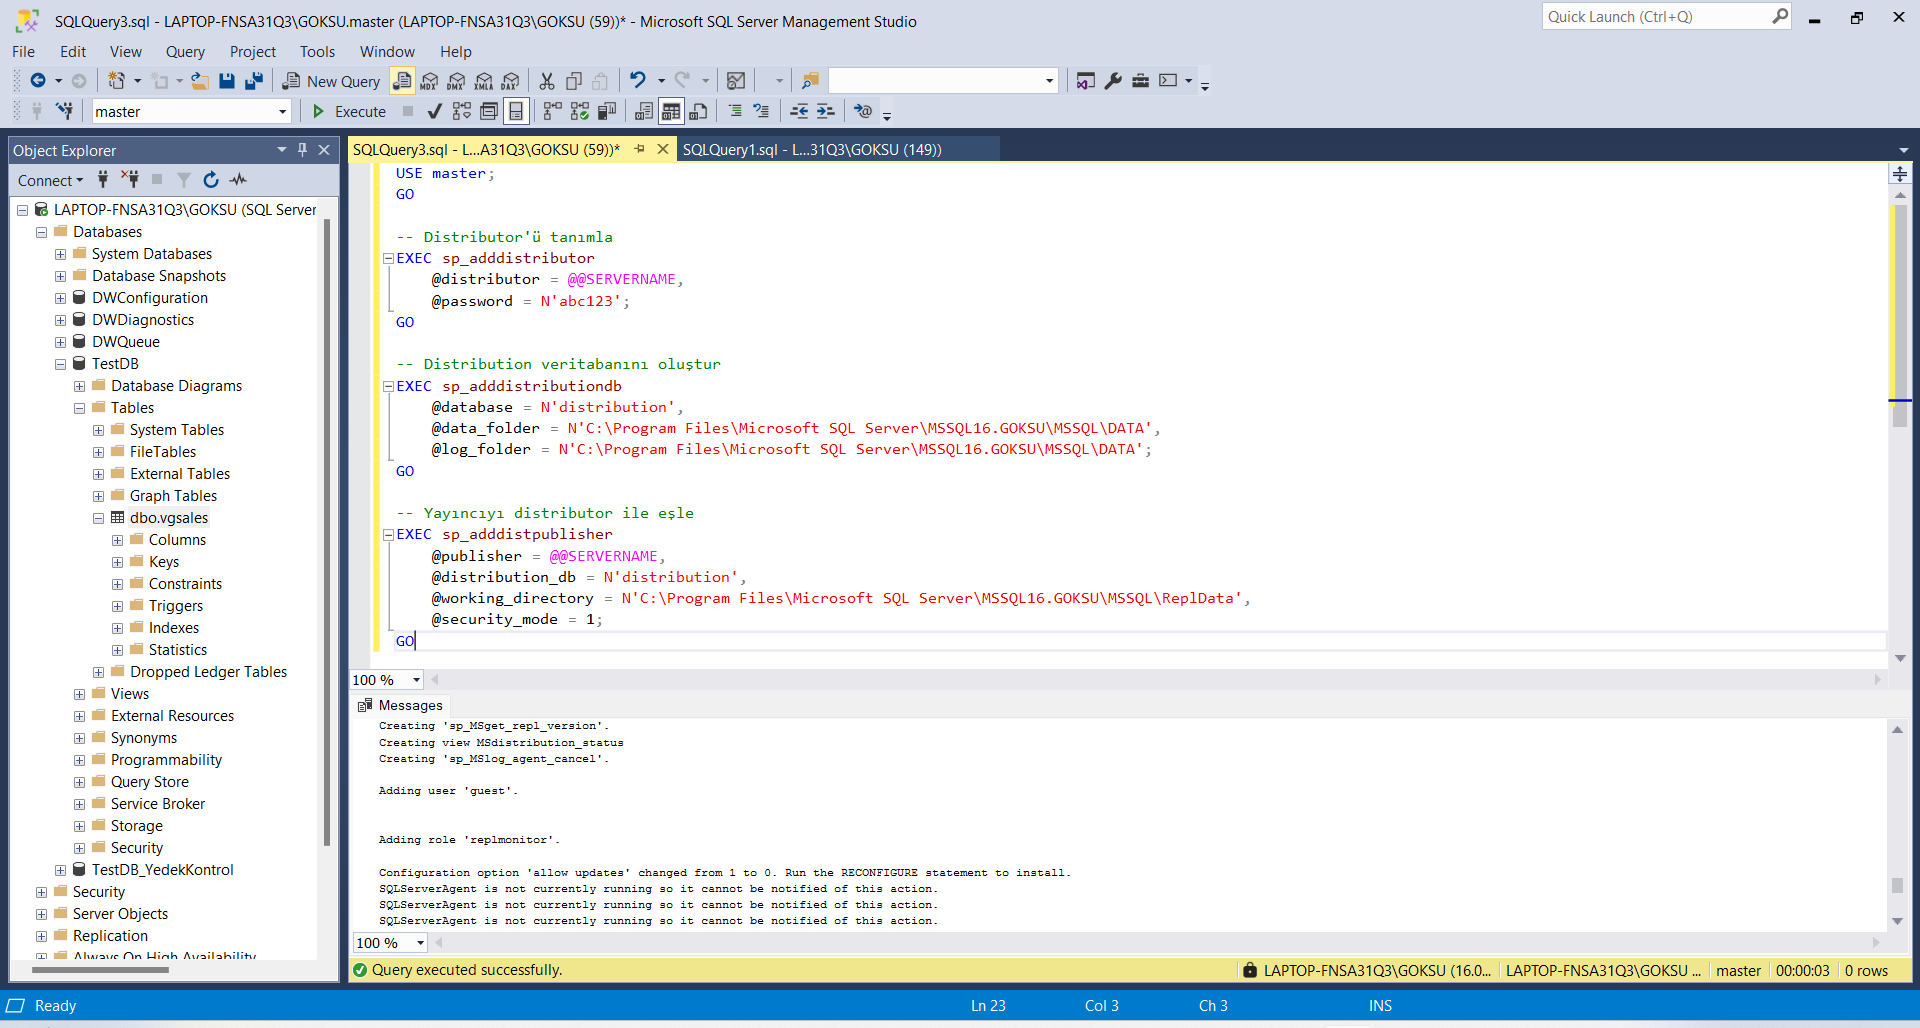 SQLQuery3.sql - LAPTOP-FNSA31Q3\GOKSU.master (LAPTOP-FNSA31Q3\GOKSU (59))* - Microsoft SQL Server Management Studio
Quick Launch (Ctrl+Q)
File Edit View Query Project Tools Window Help
New Query MDX DMX XMLA DAX
master Execute
Object Explorer
Connect
LAPTOP-FNSA31Q3\GOKSU (SQL Server
Databases
System Databases
Database Snapshots
DWConfiguration
DWDiagnostics
DWQueue
TestDB
Database Diagrams
Tables
System Tables
FileTables
External Tables
Graph Tables
dbo.vgsales
Columns
Keys
Constraints
Triggers
Indexes
Statistics
Dropped Ledger Tables
Views
External Resources
Synonyms
Programmability
Query Store
Service Broker
Storage
Security
TestDB_YedekKontrol
Security
Server Objects
Replication
Always On High Availability
SQLQuery3.sql - L...A31Q3\GOKSU (59))* SQLQuery1.sql - L...31Q3\GOKSU (149))
USE master;
GO
-- Distributor'ü tanımla
EXEC sp_adddistributor
@distributor = @@SERVERNAME,
@password = N'abc123';
GO
-- Distribution veritabanını oluştur
EXEC sp_adddistributiondb
@database = N'distribution',
@data_folder = N'C:\Program Files\Microsoft SQL Server\MSSQL16.GOKSU\MSSQL\DATA',
@log_folder = N'C:\Program Files\Microsoft SQL Server\MSSQL16.GOKSU\MSSQL\DATA';
GO
-- Yayıncıyı distributor ile eşle
EXEC sp_adddistpublisher
@publisher = @@SERVERNAME,
@distribution_db = N'distribution',
@working_directory = N'C:\Program Files\Microsoft SQL Server\MSSQL16.GOKSU\MSSQL\ReplData',
@security_mode = 1;
GO
100 %
Messages
Creating 'sp_MSget_repl_version'.
Creating view MSdistribution_status
Creating 'sp_MSlog_agent_cancel'.
Adding user 'guest'.
Adding role 'replmonitor'.
Configuration option 'allow updates' changed from 1 to 0. Run the RECONFIGURE statement to install.
SQLServerAgent is not currently running so it cannot be notified of this action.
SQLServerAgent is not currently running so it cannot be notified of this action.
SQLServerAgent is not currently running so it cannot be notified of this action.
100 %
Query executed successfully. LAPTOP-FNSA31Q3\GOKSU (16.0... LAPTOP-FNSA31Q3\GOKSU ... master 00:00:03 0 rows
Ready Ln 23 Col 3 Ch 3 INS